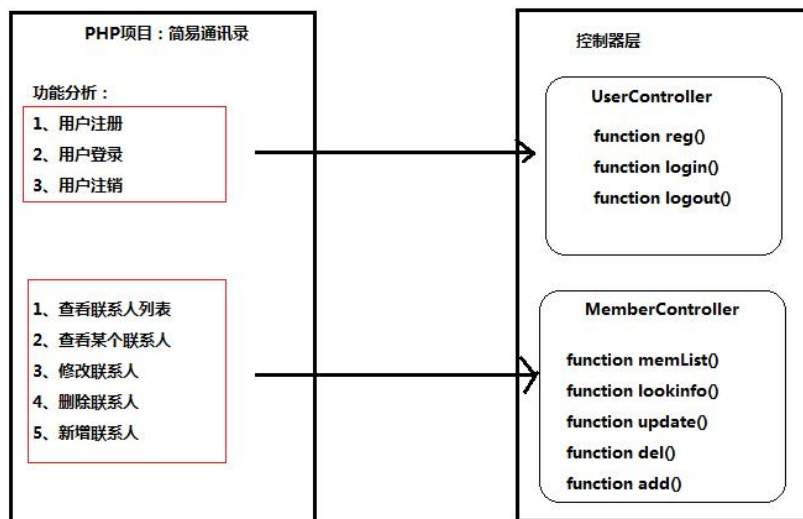 PHP项目：简易通讯录
功能分析：
1、用户注册
2、用户登录
3、用户注销
1、查看联系人列表
2、查看某个联系人
3、修改联系人
4、删除联系人
5、新增联系人
控制器层
UserController
function reg()
function login()
function logout()
MemberController
function memList()
function lookinfo()
function update()
function del()
function add()